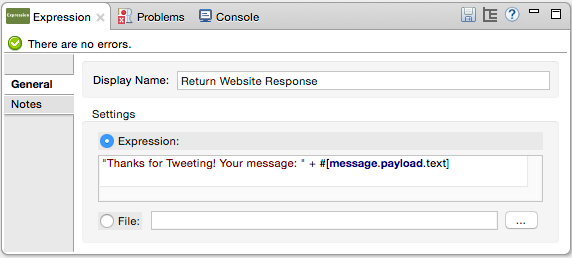 Expression Expression Problems Console
There are no errors.
General
Notes
Display Name: Return Website Response
Settings
Expression:
"Thanks for Tweeting! Your message: " + #[message.payload.text]
File: ...